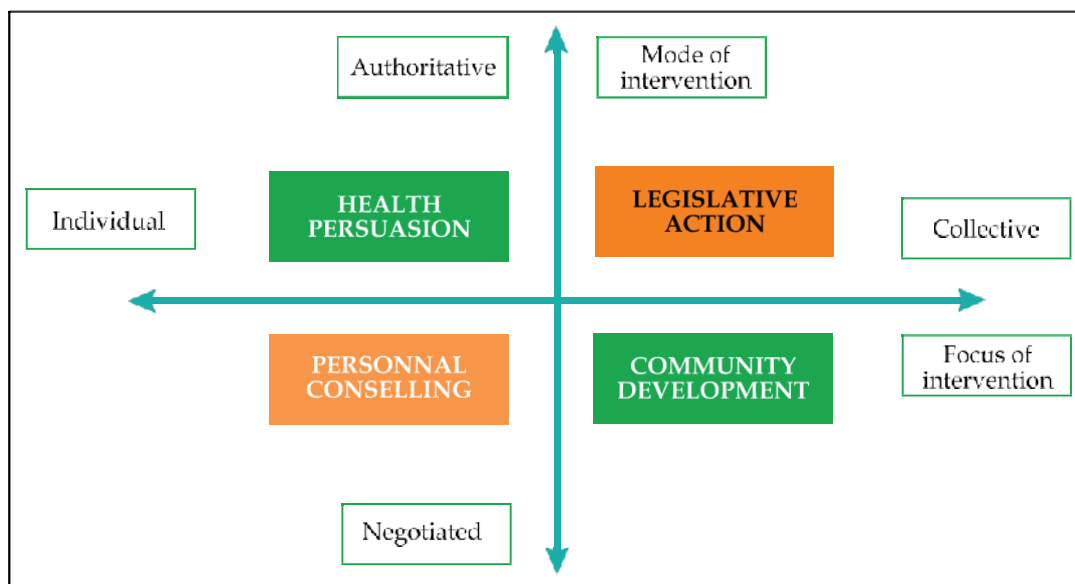 Authoritative
Mode of
intervention
Individual
HEALTH
PERSUASION
LEGISLATIVE
ACTION
Collective
PERSONNAL
CONSELLING
COMMUNITY
DEVELOPMENT
Focus of
intervention
Negotiated